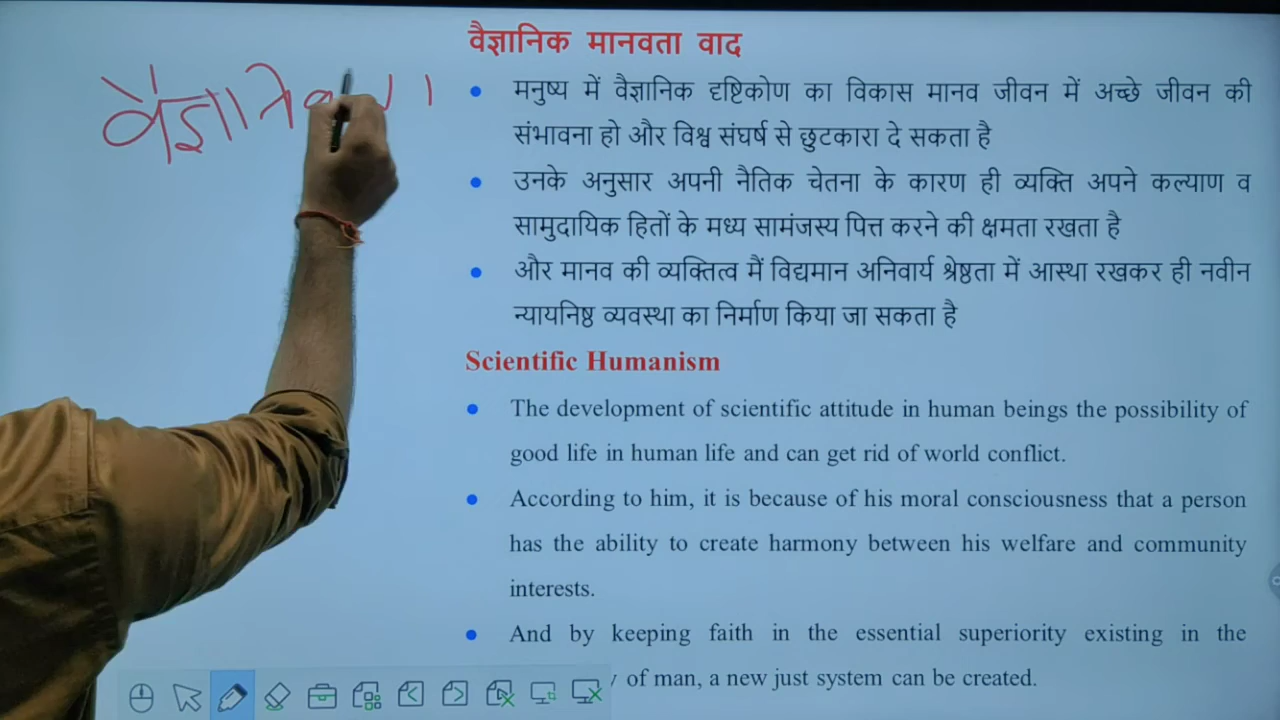 वैज्ञानिक मानवता वाद
मनुष्य में वैज्ञानिक दृष्टिकोण का विकास मानव जीवन में अच्छे जीवन की
संभावना हो और विश्व संघर्ष से छुटकारा दे सकता है
उनके अनुसार अपनी नैतिक चेतना के कारण ही व्यक्ति अपने कल्याण व
सामुदायिक हितों के मध्य सामंजस्य पित्त करने की क्षमता रखता है
और मानव की व्यक्तित्व मैं विद्यमान अनिवार्य श्रेष्ठता में आस्था रखकर ही नवीन
न्यायनिष्ठ व्यवस्था का निर्माण किया जा सकता है
Scientific Humanism
The development of scientific attitude in human beings the possibility of
good life in human life and can get rid of world conflict.
According to him, it is because of his moral consciousness that a person
has the ability to create harmony between his welfare and community
interests.
And by keeping faith in the essential superiority existing in the
of man, a new just system can be created.